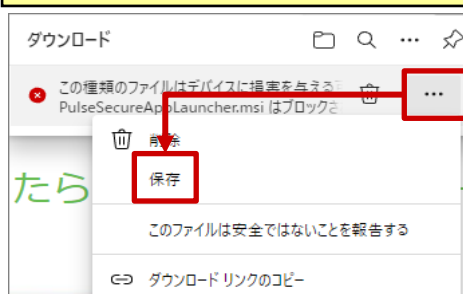 ダウンロード
この種類のファイルはデバイスに損害を与える
PulseSecureAppLauncher.msi はブロックさ
削除
保存
たら
このファイルは安全ではないことを報告する
ダウンロード リンクのコピー